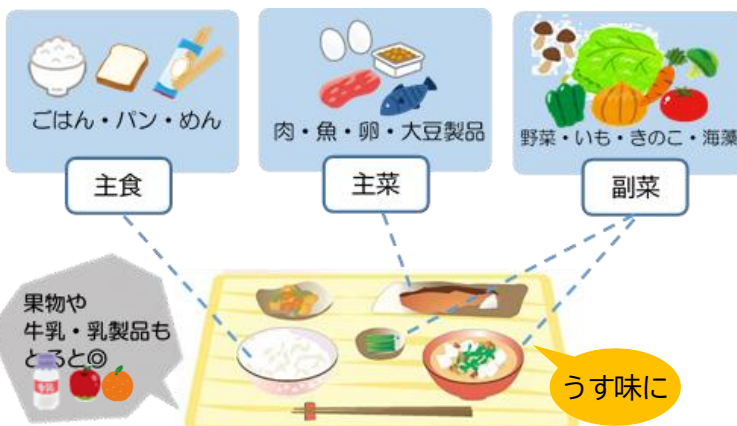 ごはん・パン・めん
肉・魚・卵・大豆製品
野菜・いも・きのこ・海藻
主食
主菜
副菜
果物や
牛乳・乳製品も
とると◎
牛乳
うす味に